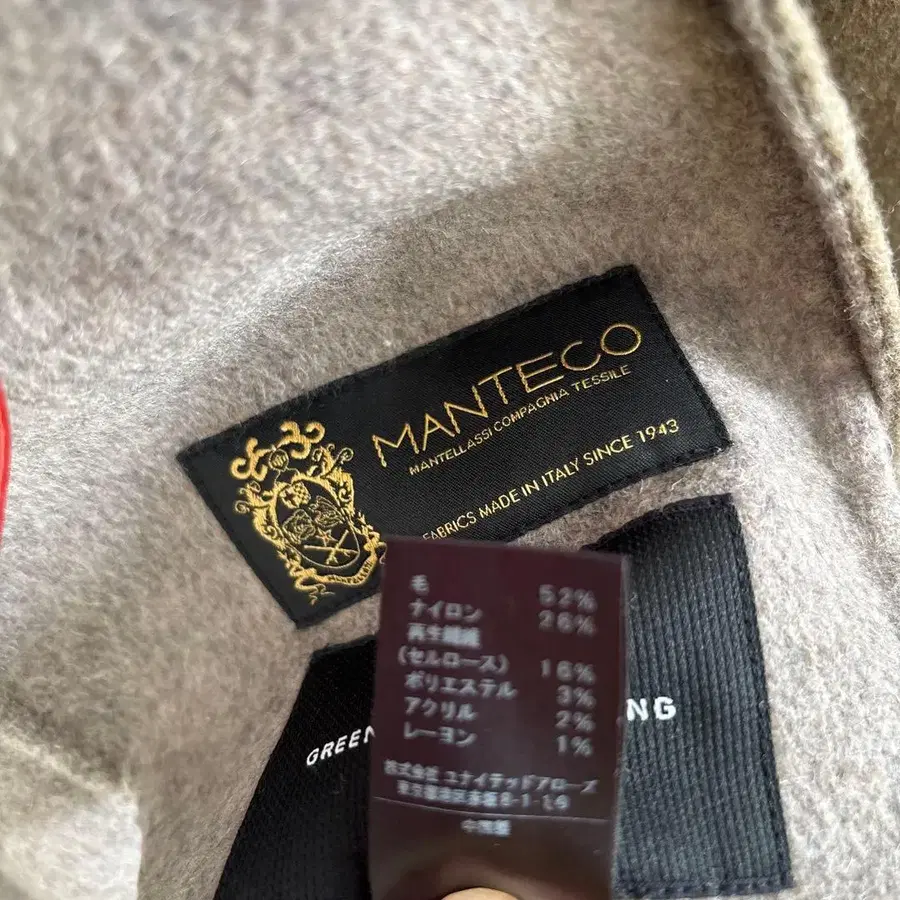 MANTECO
MANTELLASSI COMPAGNIA TESSILE
FABRICS MADE IN ITALY SINCE 1943
毛 52%
ナイロン 26%
再生繊維
(セルロース) 16%
ポリエステル 3%
アクリル 2%
レーヨン 1%
株式会社 ユナイテッドアローズ
GREEN
NG